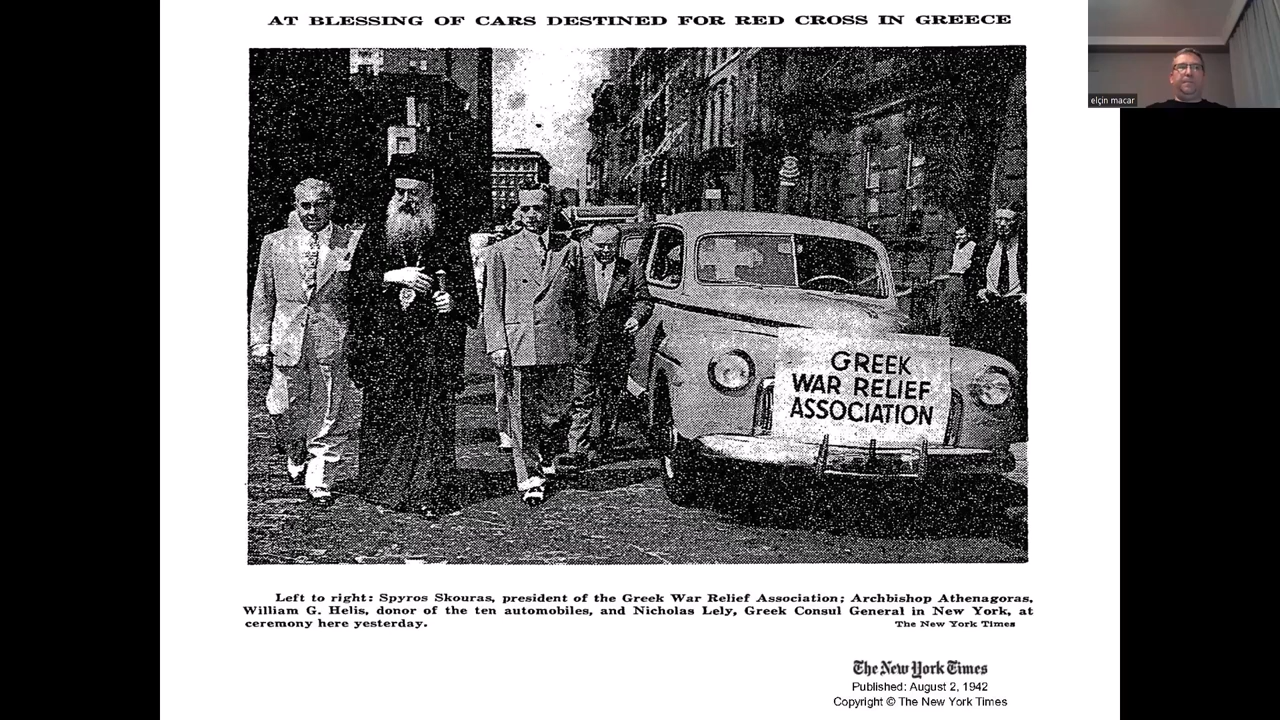 AT BLESSING OF CARS DESTINED FOR RED CROSS IN GREECE
elçin macar
GREEK
WAR RELIEF
ASSOCIATION
Left to right: Spyros Skouras, president of the Greek War Relief Association; Archbishop Athenagoras,
William G. Helis, donor of the ten automobiles, and Nicholas Lely, Greek Consul General in New York, at
ceremony here yesterday.
The New York Times
The New York Times
Published: August 2, 1942
Copyright © The New York Times